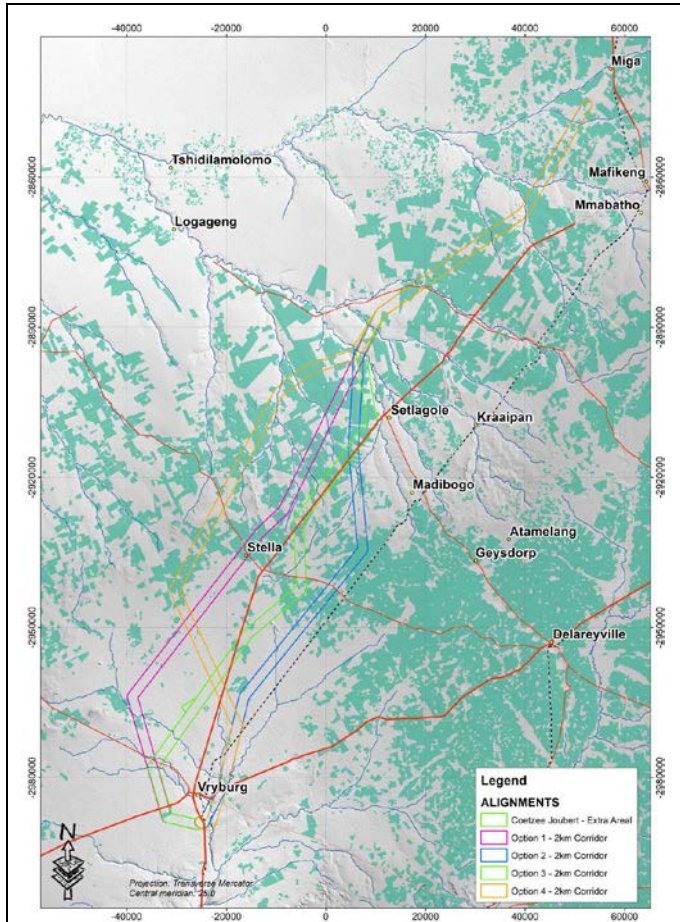 -40000 -20000 0 20000 40000 60000
Miga
Tshidilamolomo
-2860000 -2860000
Mafikeng
Mmabatho
Logageng
-2890000 -2890000
Setlagole
Kraaipan
-2920000 -2920000
Madibogo
Atamelang
Stella
Geysdorp
-2950000 -2950000
Delareyville
-2980000 -2980000
Vryburg
Legend
ALIGNMENTS
Coetzee Joubert - Extra Areal
Option 1 - 2km Corridor
Option 2 - 2km Corridor
Option 3 - 2km Corridor
Option 4 - 2km Corridor
N
Projection: Transverse Mercator
Central meridian: 25.0
-40000 -20000 0 20000 40000 60000